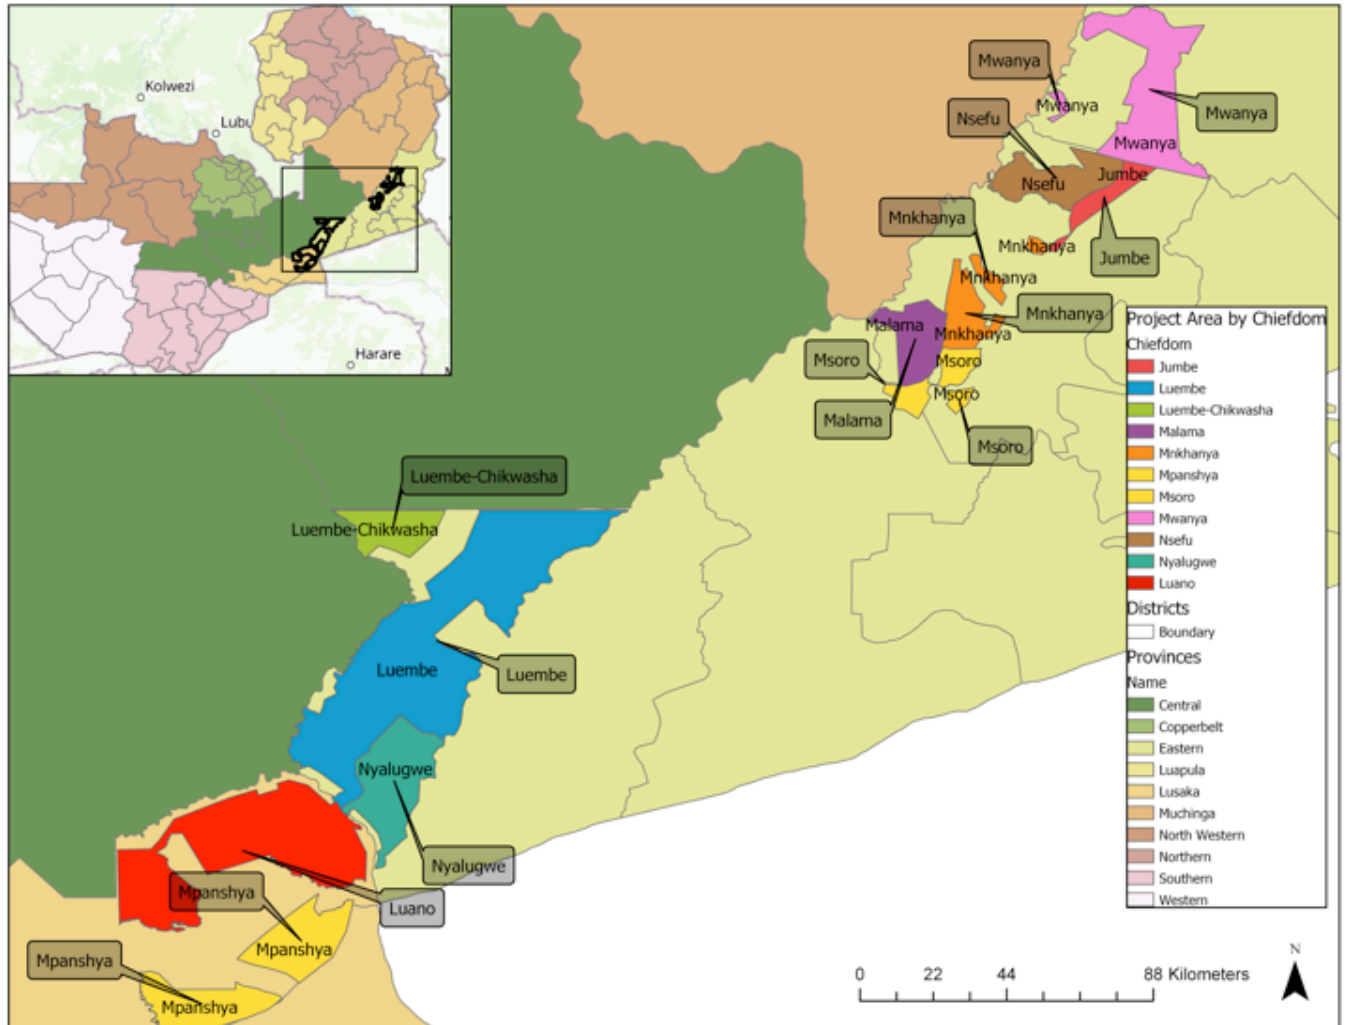 Kolwezi
Lubu
Harare
Mwanya
Mwanya
Mwanya
Mwanya
Nsefu
Nsefu
Jumbe
Jumbe
Mnkhanya
Mnkhanya
Mnkhanya
Mnkhanya
Mnkhanya
Malama
Malama
Msoro
Msoro
Msoro
Msoro
Luembe-Chikwasha
Luembe-Chikwasha
Luembe
Luembe
Nyalugwe
Nyalugwe
Luano
Mpanshya
Mpanshya
Mpanshya
Mpanshya
Project Area by Chiefdom
Chiefdom
Jumbe
Luembe
Luembe-Chikwasha
Malama
Mnkhanya
Mpanshya
Msoro
Mwanya
Nsefu
Nyalugwe
Luano
Districts
Boundary
Provinces
Name
Central
Copperbelt
Eastern
Luapula
Lusaka
Muchinga
North Western
Northern
Southern
Western
0 22 44 88 Kilometers
N